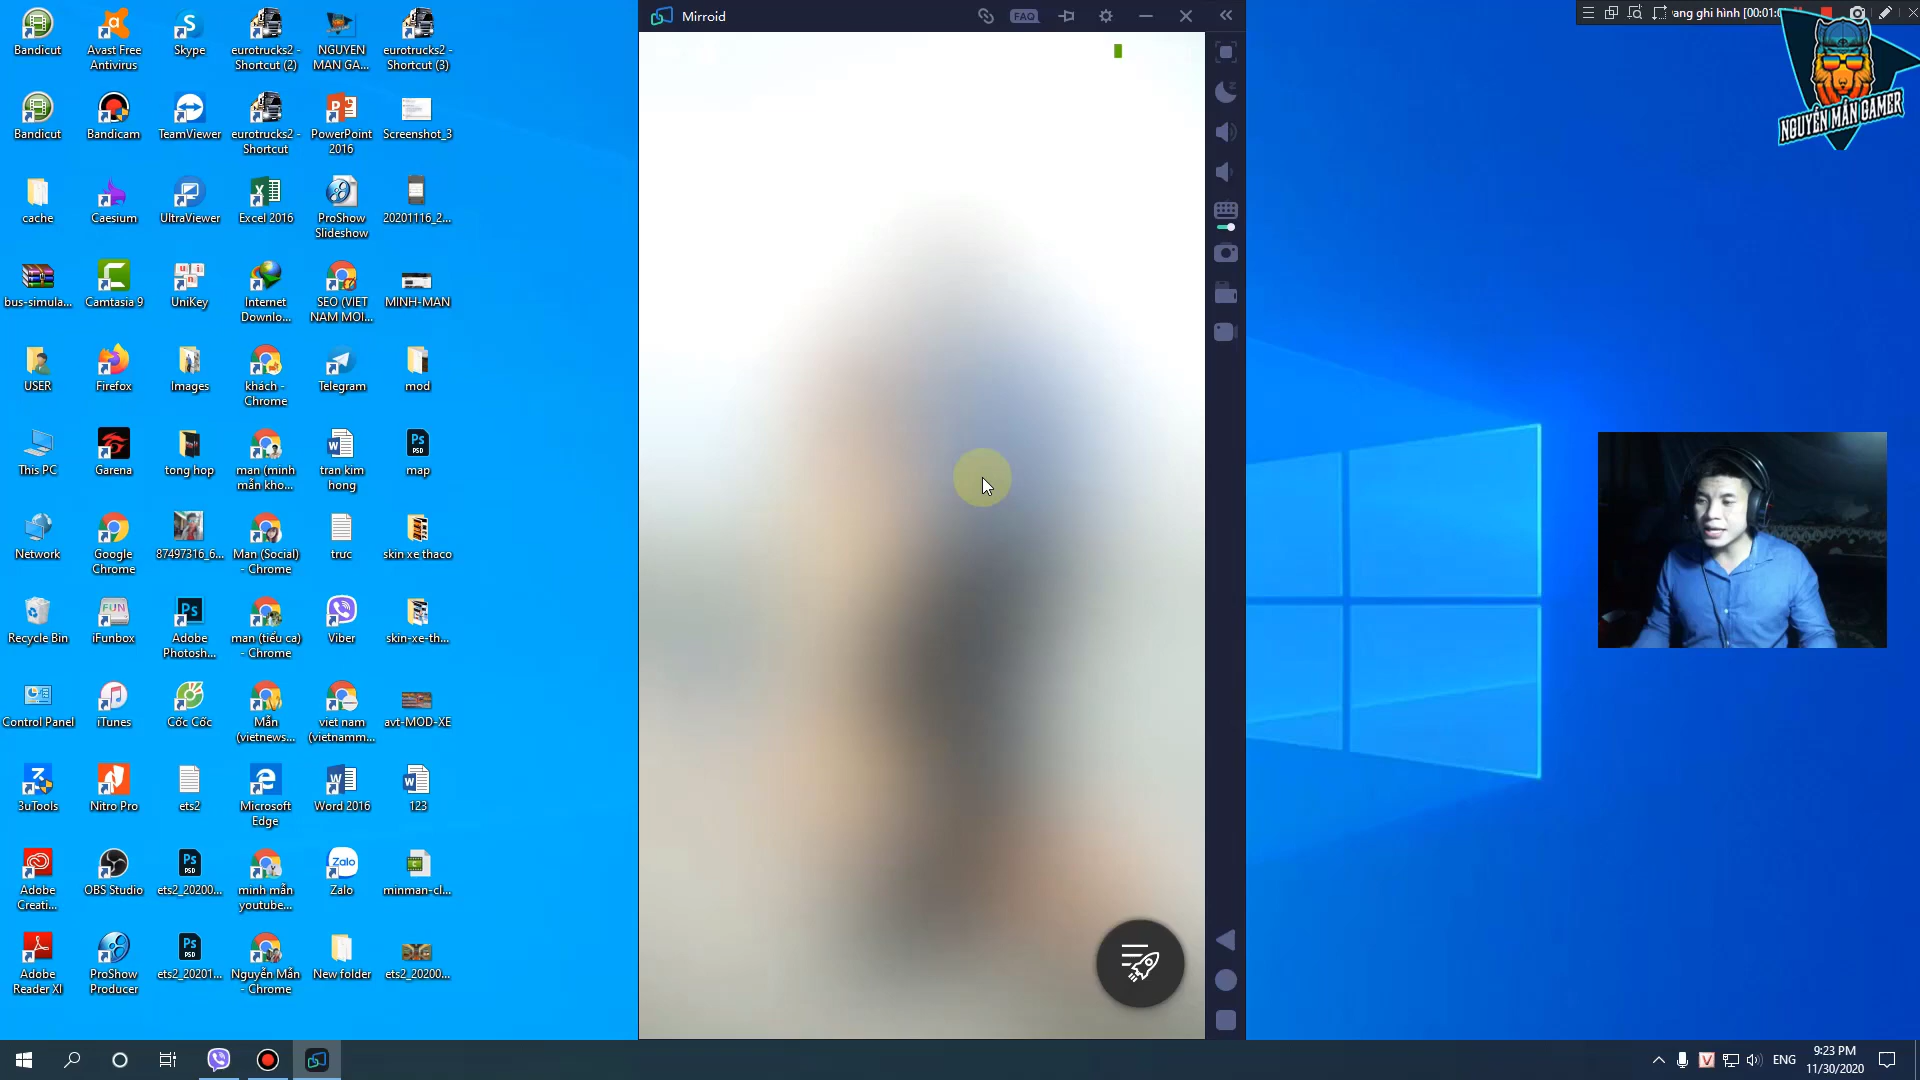 Mirroid
FAQ
ang ghi hình [00:01:0
NGUYỄN MẪN GAMER
Bandicut
Avast Free
Antivirus
Skype
eurotrucks2 -
Shortcut (2)
NGUYEN
MAN GA...
eurotrucks2 -
Shortcut (3)
Bandicut
Bandicam
TeamViewer
eurotrucks2 -
Shortcut
PowerPoint
2016
Screenshot_3
cache
Caesium
UltraViewer
Excel 2016
ProShow
Slideshow
20201116_2...
bus-simula...
Camtasia 9
UniKey
Internet
Downlo...
SEO (VIET
NAM MOI...
MINH-MAN
USER
Firefox
Images
khách -
Chrome
Telegram
mod
This PC
Garena
tong hop
man (minh
mẫn kho...
tran kim
hong
map
Network
Google
Chrome
87497316_6...
Man (Social)
- Chrome
trưc
skin xe thaco
Recycle Bin
iFunbox
Adobe
Photosh...
man (tiểu ca)
- Chrome
Viber
skin-xe-th...
Control Panel
iTunes
Cốc Cốc
Mẫn
(vietnews...
viet nam
(vietnamm...
avt-MOD-XE
3uTools
Nitro Pro
ets2
Microsoft
Edge
Word 2016
123
Adobe
Creati...
OBS Studio
ets2_20200...
minh mẫn
youtube...
Zalo
minman-cl...
Adobe
Reader XI
ProShow
Producer
ets2_20201...
Nguyễn Mẫn
- Chrome
New folder
ets2_20200...
ENG
9:23 PM
11/30/2020